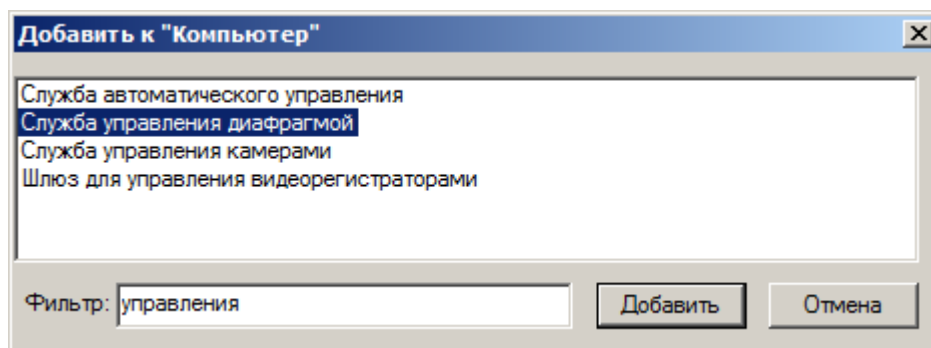 Добавить к "Компьютер"
Служба автоматического управления
Служба управления диафрагмой
Служба управления камерами
Шлюз для управления видеорегистраторами
Фильтр: управления Добавить Отмена